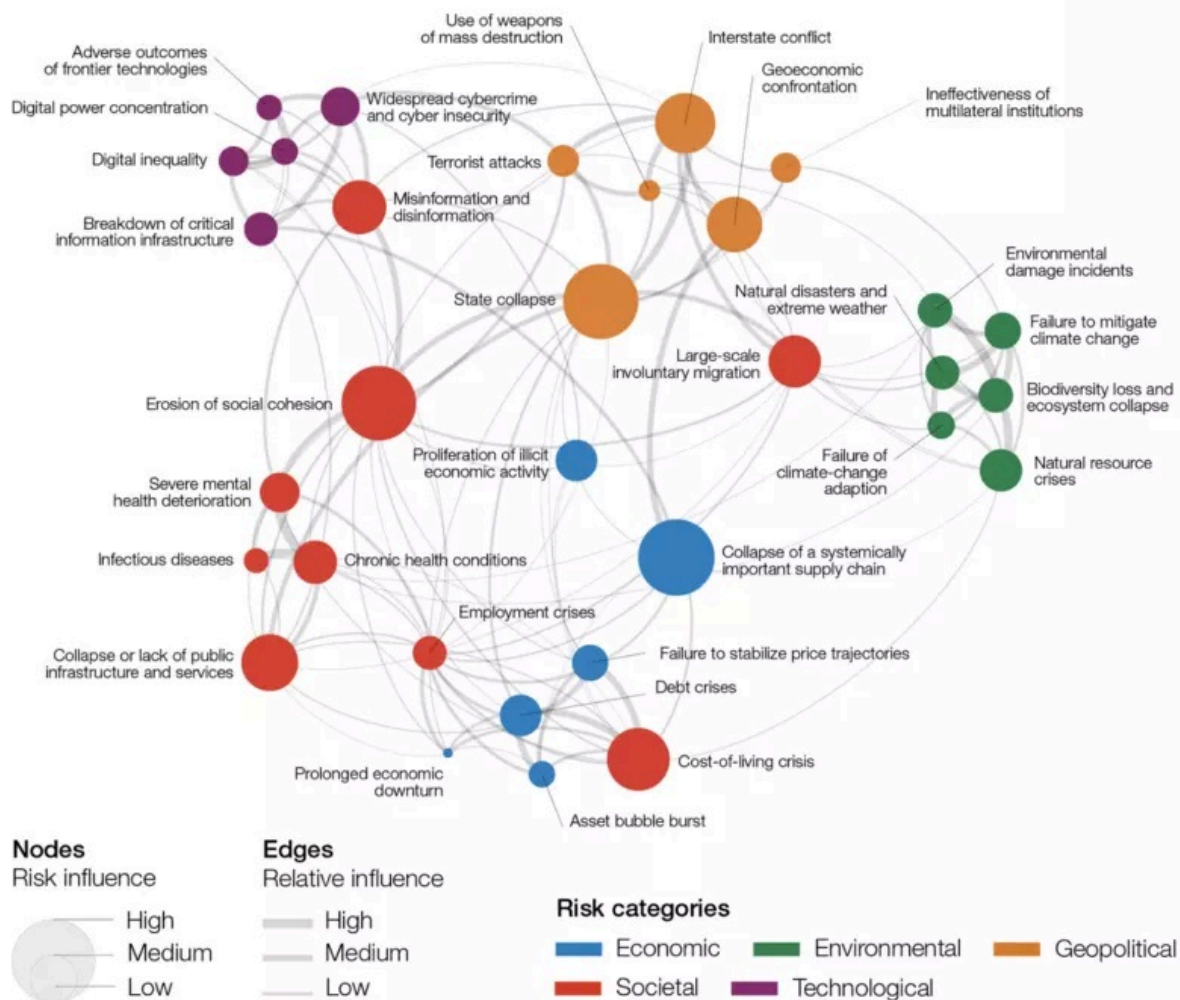 Use of weapons
of mass destruction
Interstate conflict
Adverse outcomes
of frontier technologies
Geoeconomic
confrontation
Digital power concentration
Widespread cybercrime
and cyber insecurity
Ineffectiveness of
multilateral institutions
Digital inequality
Terrorist attacks
Misinformation and
disinformation
Breakdown of critical
information infrastructure
Environmental
damage incidents
State collapse
Natural disasters and
extreme weather
Failure to mitigate
climate change
Large-scale
involuntary migration
Biodiversity loss and
ecosystem collapse
Erosion of social cohesion
Proliferation of illicit
economic activity
Failure of
climate-change
adaption
Natural resource
crises
Severe mental
health deterioration
Infectious diseases
Chronic health conditions
Collapse of a systemically
important supply chain
Employment crises
Collapse or lack of public
infrastructure and services
Failure to stabilize price trajectories
Debt crises
Prolonged economic
downturn
Cost-of-living crisis
Asset bubble burst
Nodes
Risk influence
High
Medium
Low
Edges
Relative influence
High
Medium
Low
Risk categories
Economic
Environmental
Geopolitical
Societal
Technological